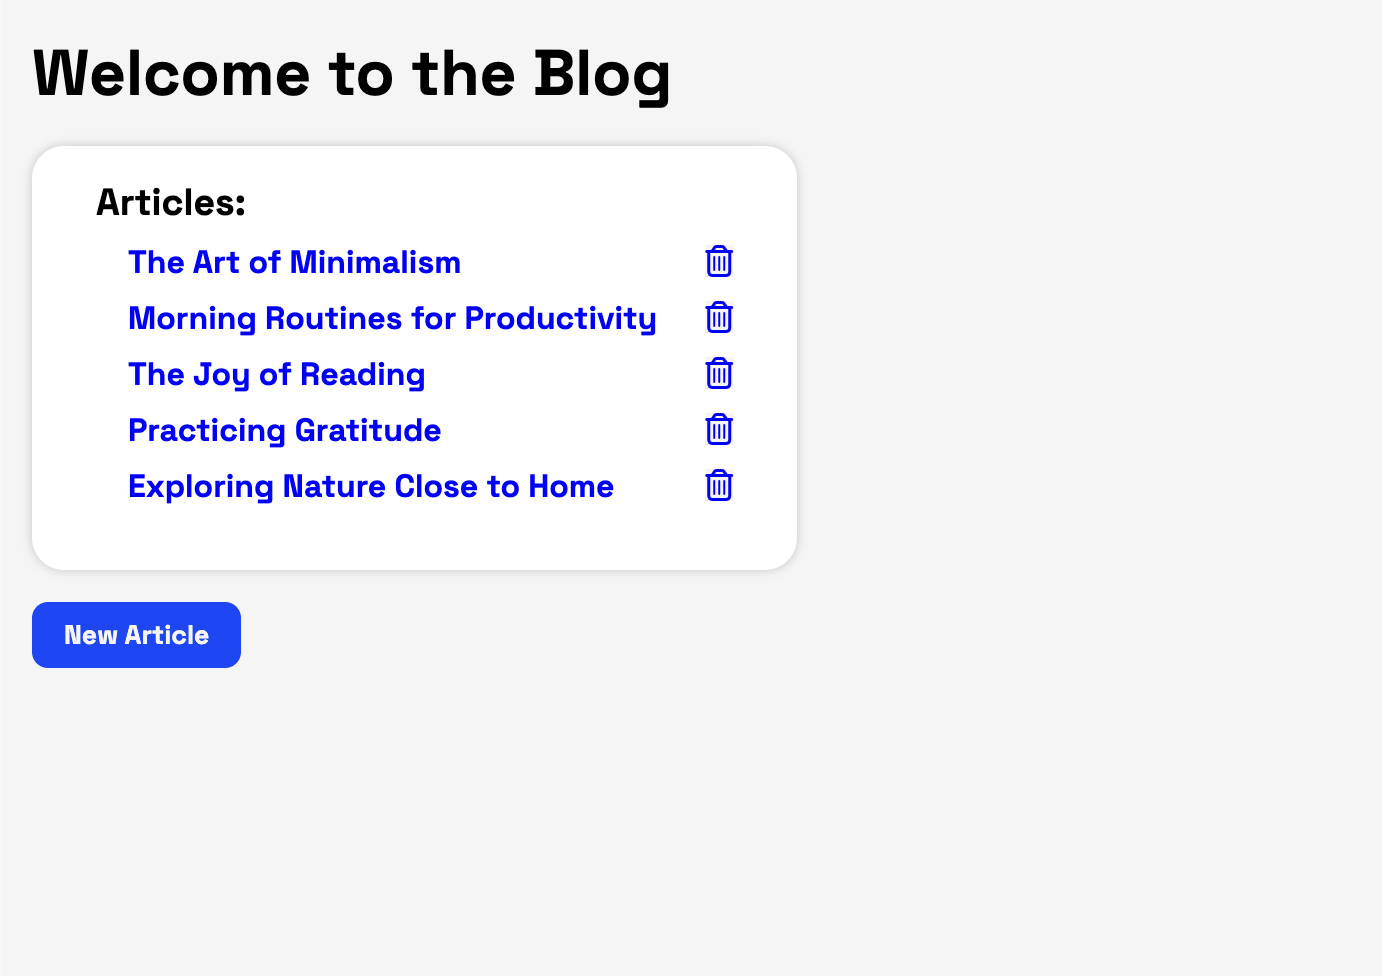 Welcome to the Blog
Articles:
The Art of Minimalism
Morning Routines for Productivity
The Joy of Reading
Practicing Gratitude
Exploring Nature Close to Home
New Article